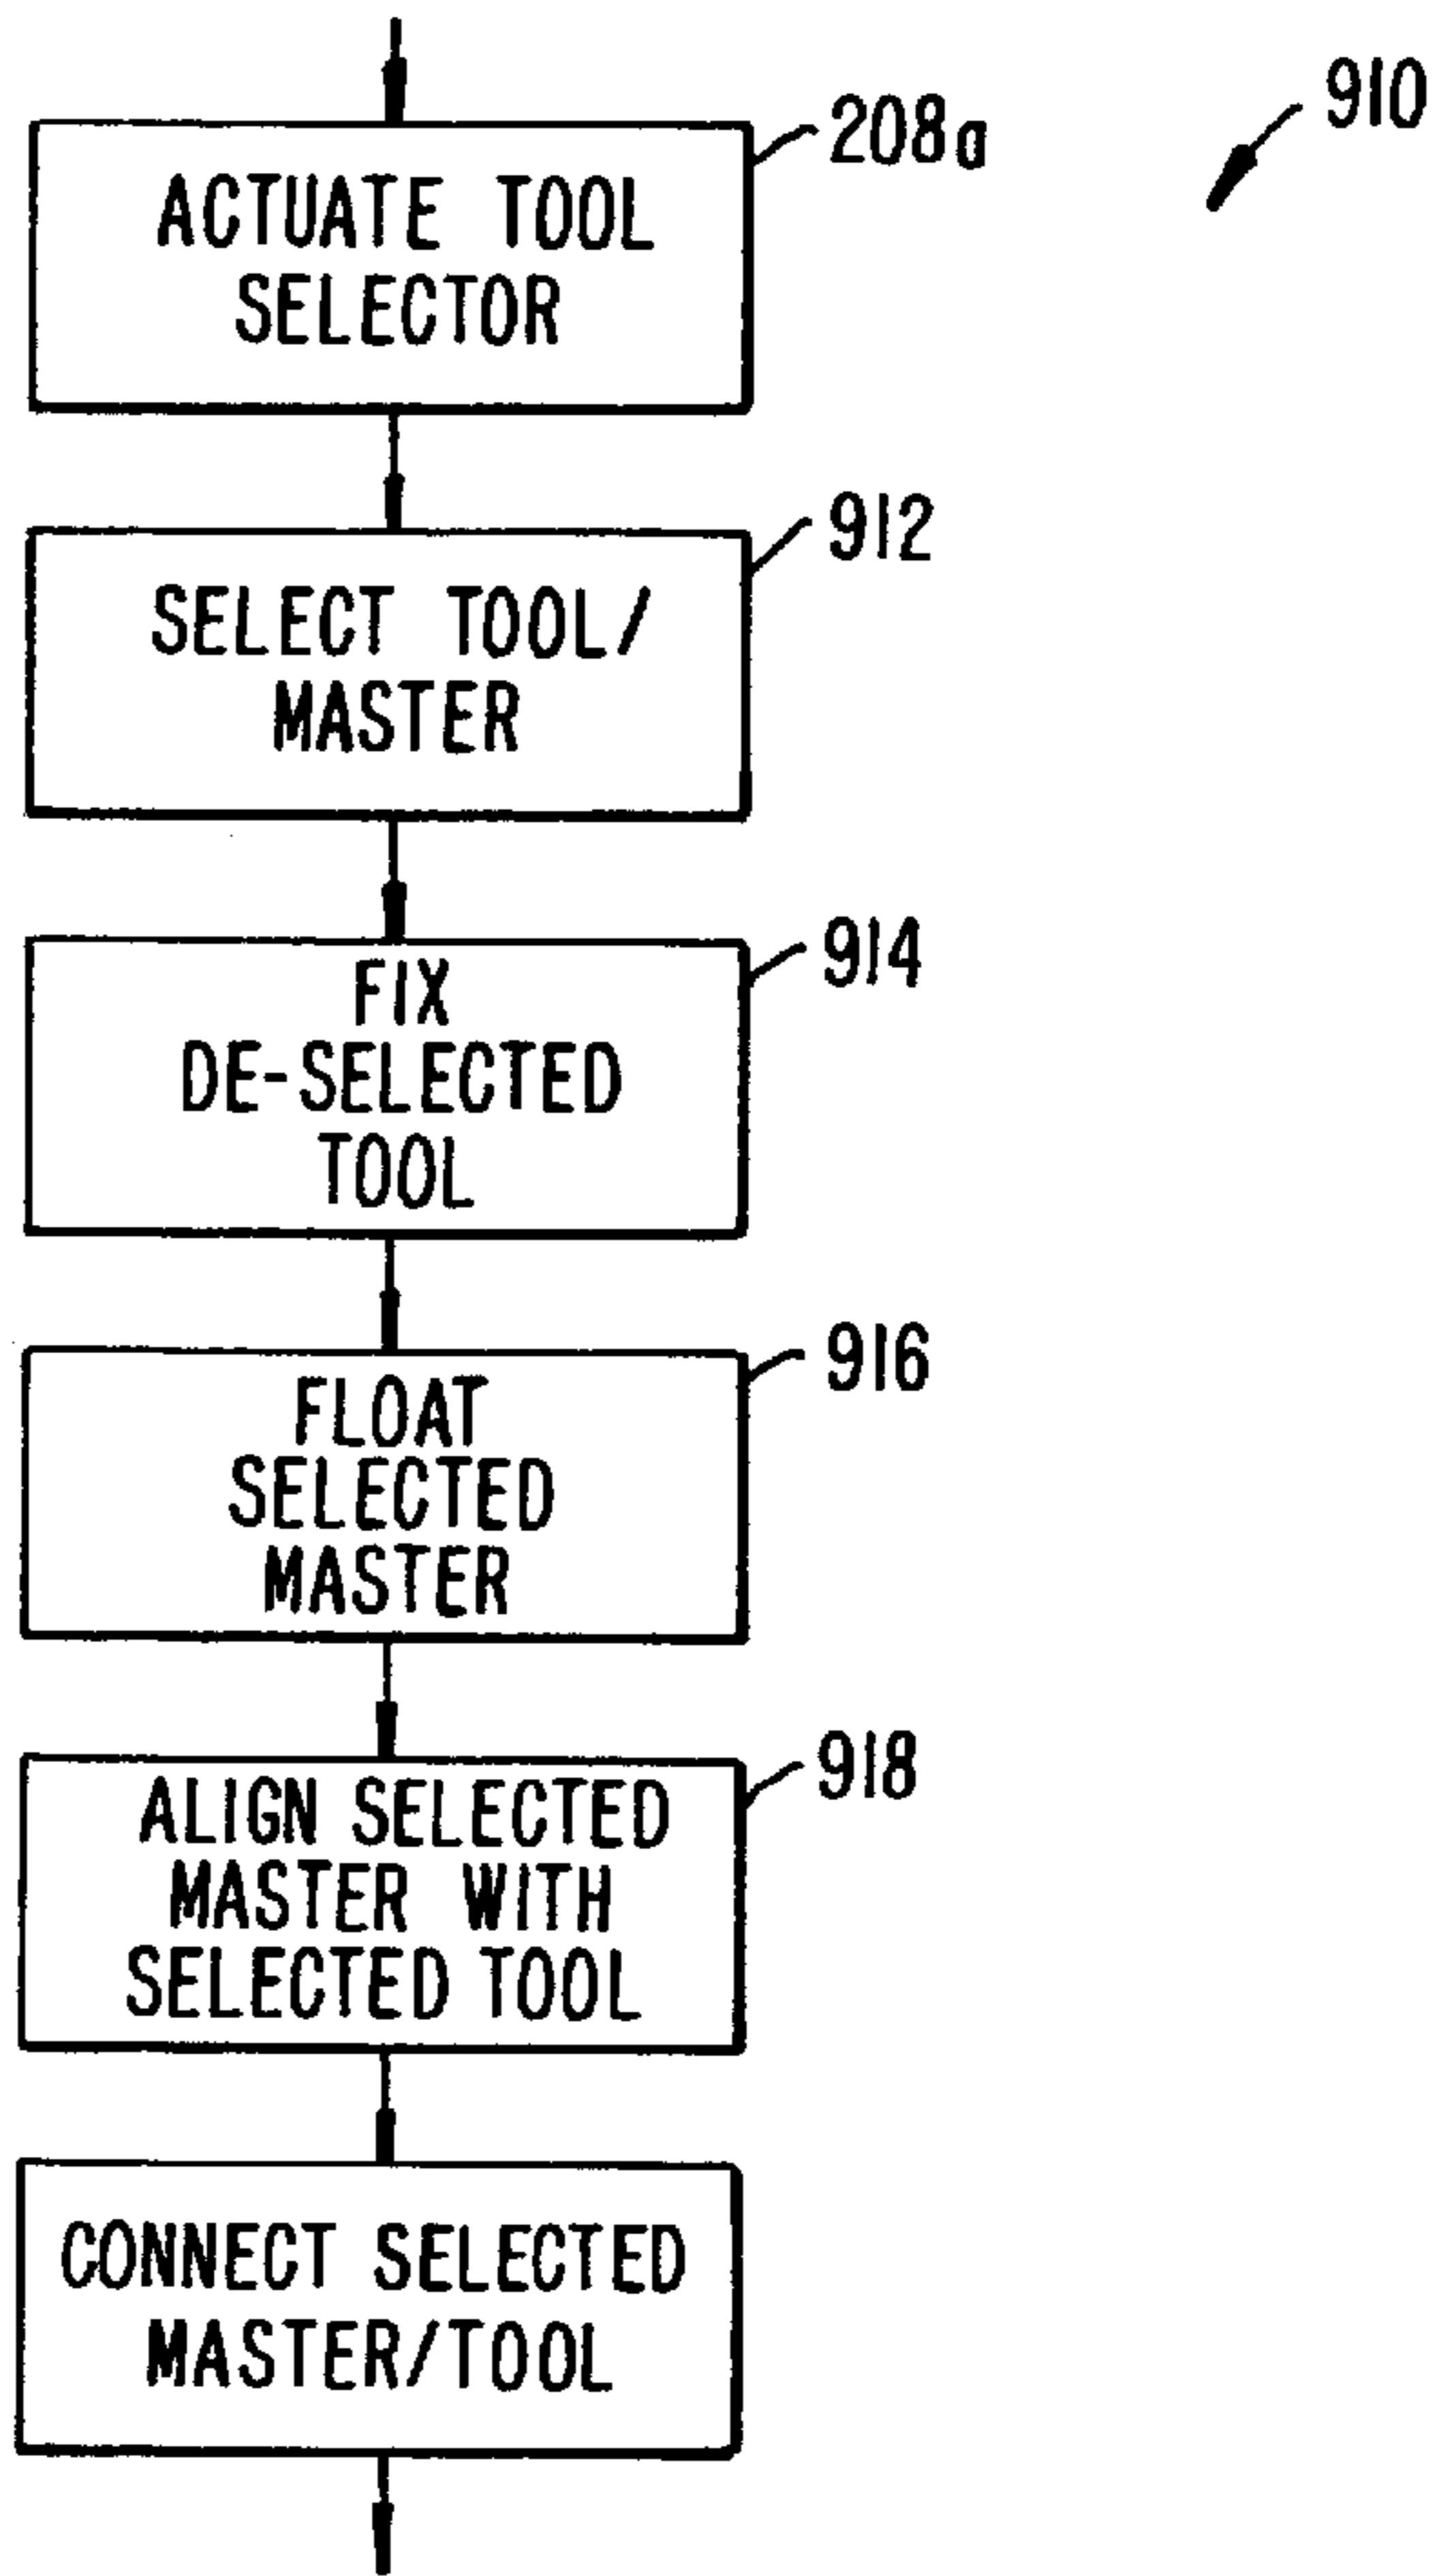 910
208a
ACTUATE TOOL
SELECTOR
912
SELECT TOOL/
MASTER
914
FIX
DE-SELECTED
TOOL
916
FLOAT
SELECTED
MASTER
918
ALIGN SELECTED
MASTER WITH
SELECTED TOOL
CONNECT SELECTED
MASTER/TOOL